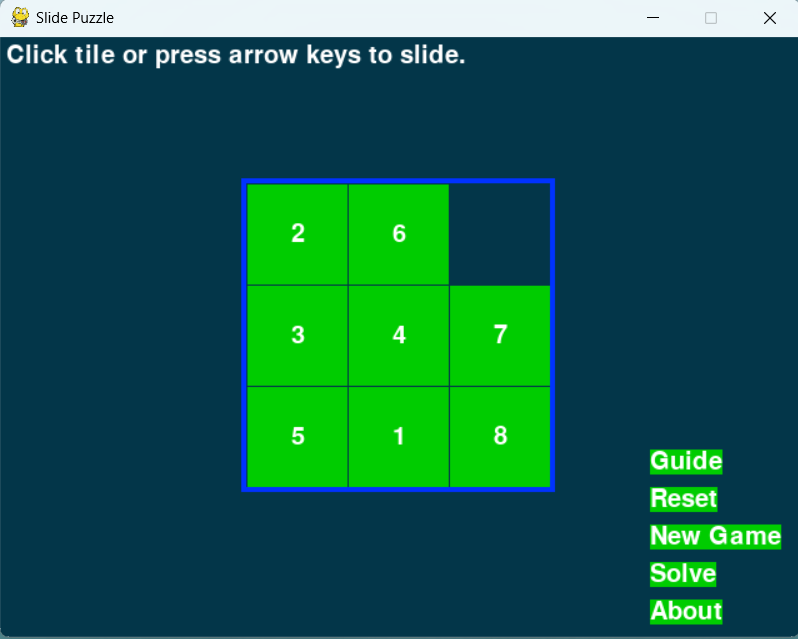 Slide Puzzle
Click tile or press arrow keys to slide.
2 6
3 4 7
5 1 8
Guide
Reset
New Game
Solve
About